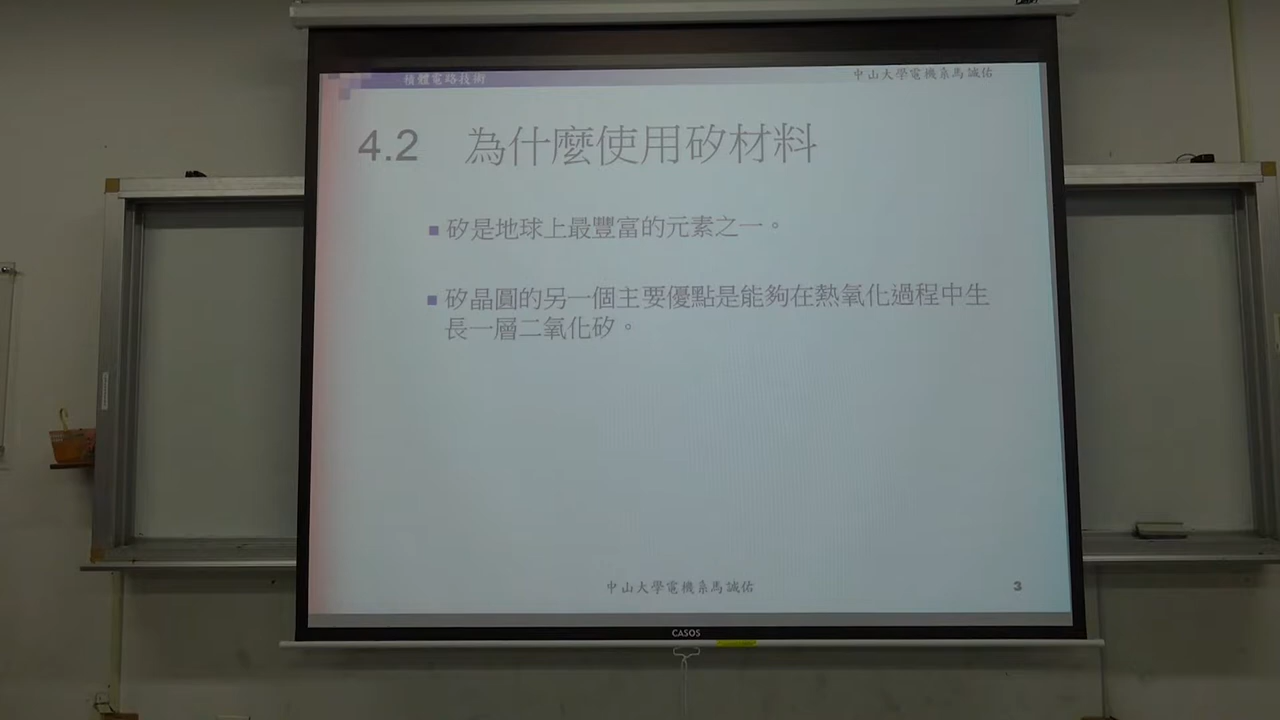 積體電路技術
中山大學電機系馬誠佑
4.2 為什麼使用矽材料
■ 矽是地球上最豐富的元素之一。
■ 矽晶圓的另一個主要優點是能夠在熱氧化過程中生
長一層二氧化矽。
中山大學電機系馬誠佑
3
CASOS